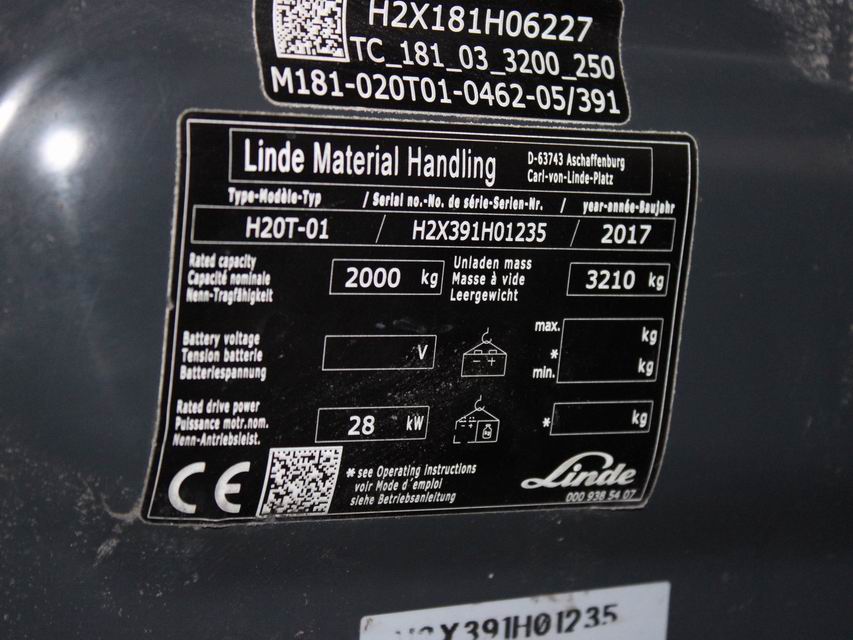 H2X181H06227
TC_181_03_3200_250
M181-020T01-0462-05/391
Linde Material Handling
D-63743 Aschaffenburg
Carl-von-Linde-Platz
Type-Modèle-Typ / Serial no.-No. de série-Serien-Nr. / year-année-Baujahr
H20T-01 / H2X391H01235 / 2017
Rated capacity
Capacité nominale
Nenn-Tragfähigkeit
2000 kg
Unladen mass
Masse à vide
Leergewicht
3210 kg
Battery voltage
Tension batterie
Batteriespannung
V
- +
max.
*
min.
kg
kg
Rated drive power
Puissance motr.nom.
Nenn-Antriebsleist.
28 kW
kg
* kg
CE
* see Operating instructions
voir Mode d´emploi
siehe Betriebsanleitung
Linde
000 938 54 07
H2X391H01235